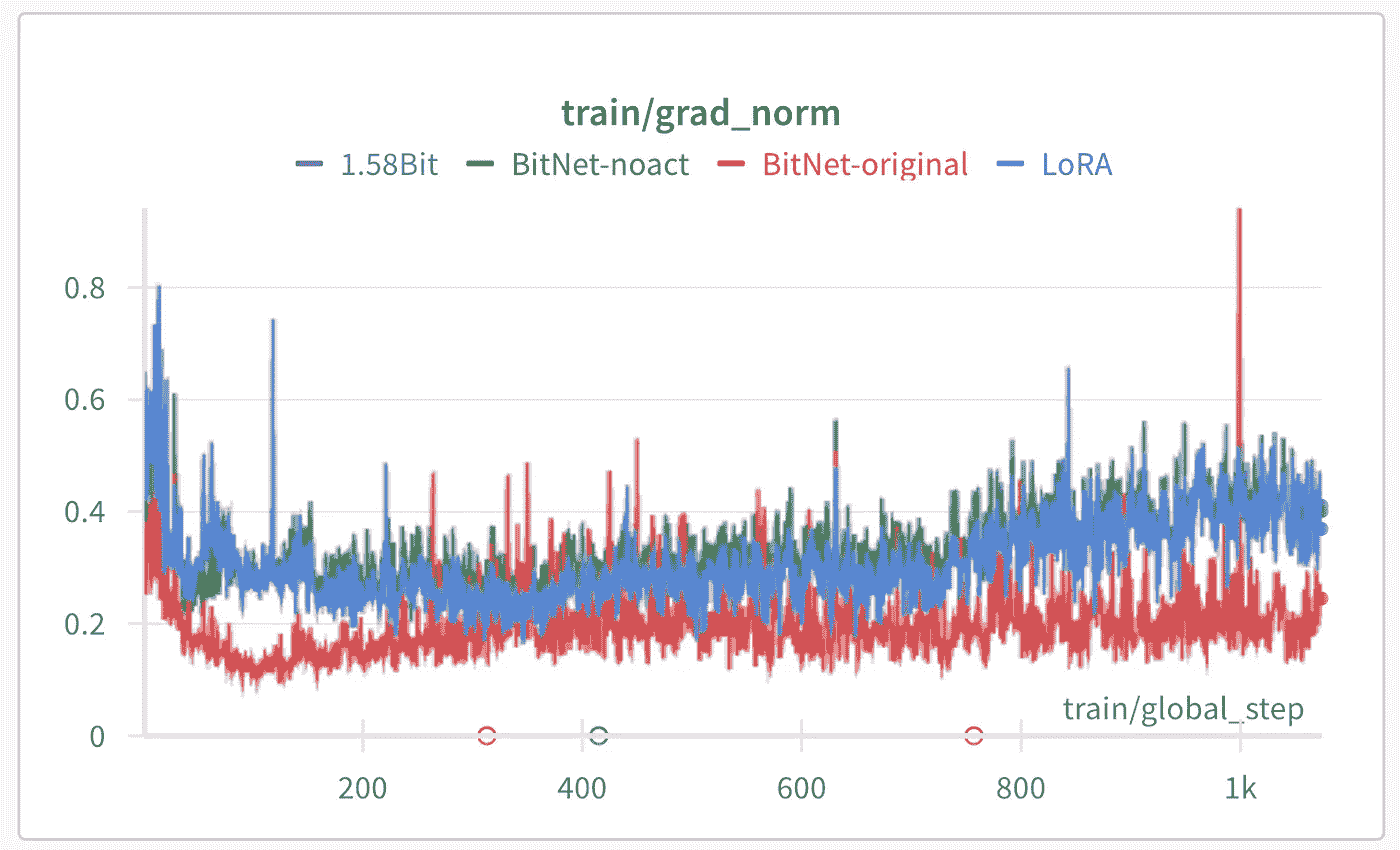 train/grad_norm
1.58Bit BitNet-noact BitNet-original LoRA
0.8
0.6
0.4
0.2
0
train/global_step
200 400 600 800 1k